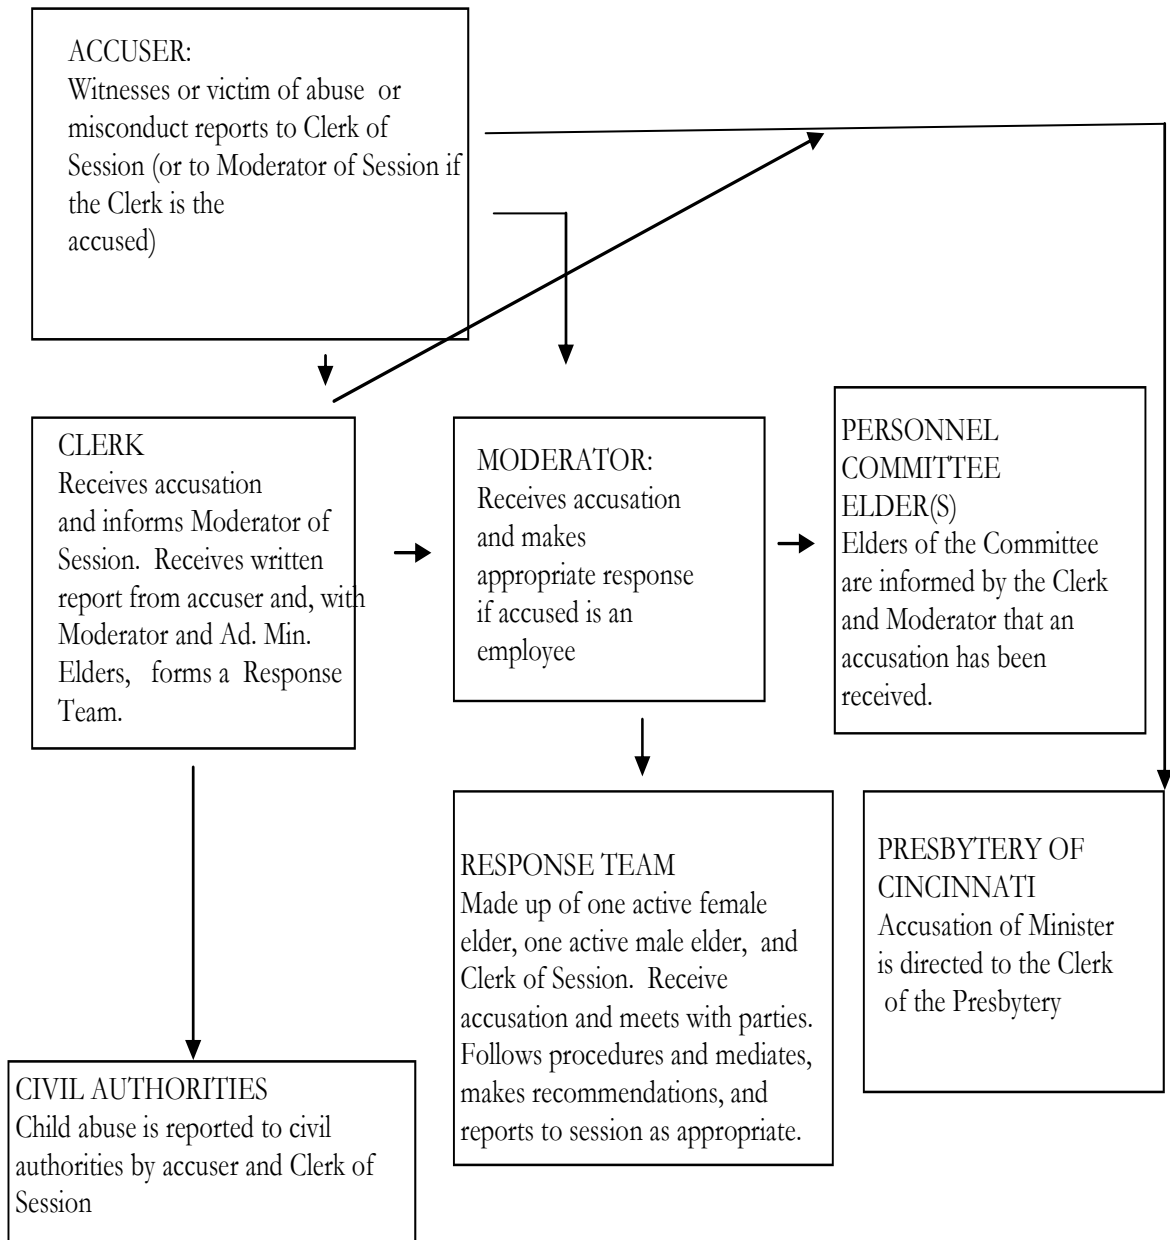 ACCUSER:
Witnesses or victim of abuse or
misconduct reports to Clerk of
Session (or to Moderator of Session if
the Clerk is the
accused)
CLERK
Receives accusation
and informs Moderator of
Session. Receives written
report from accuser and, with
Moderator and Ad. Min.
Elders, forms a Response
Team.
MODERATOR:
Receives accusation
and makes
appropriate response
if accused is an
employee
PERSONNEL
COMMITTEE
ELDER(S)
Elders of the Committee
are informed by the Clerk
and Moderator that an
accusation has been
received.
RESPONSE TEAM
Made up of one active female
elder, one active male elder, and
Clerk of Session. Receive
accusation and meets with parties.
Follows procedures and mediates,
makes recommendations, and
reports to session as appropriate.
PRESBYTERY OF
CINCINNATI
Accusation of Minister
is directed to the Clerk
of the Presbytery
CIVIL AUTHORITIES
Child abuse is reported to civil
authorities by accuser and Clerk of
Session